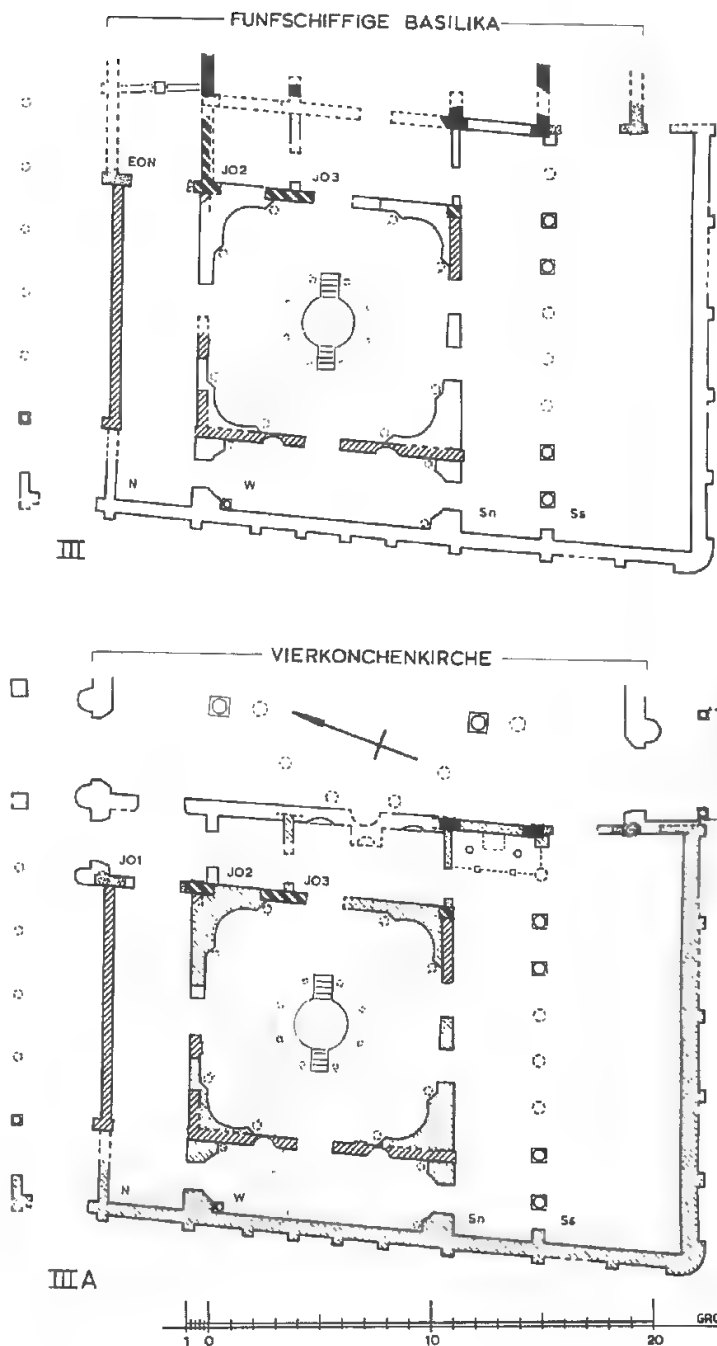 FUNFSCHIFFIGE BASILIKA
EON
JO2
JO3
N
W
Sn
Ss
III
VIERKONCHENKIRCHE
JO1
JO2
JO3
N
W
Sn
Ss
III A
1 0 10 20